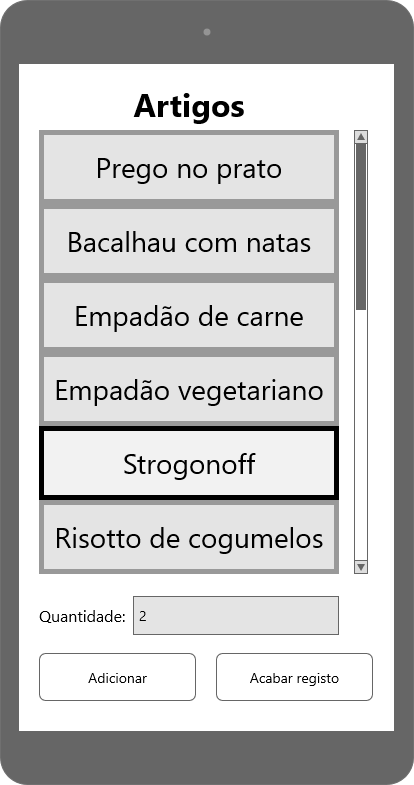 Artigos
Prego no prato
Bacalhau com natas
Empadão de carne
Empadão vegetariano
Strogonoff
Risotto de cogumelos
Quantidade: 2
Adicionar Acabar registo